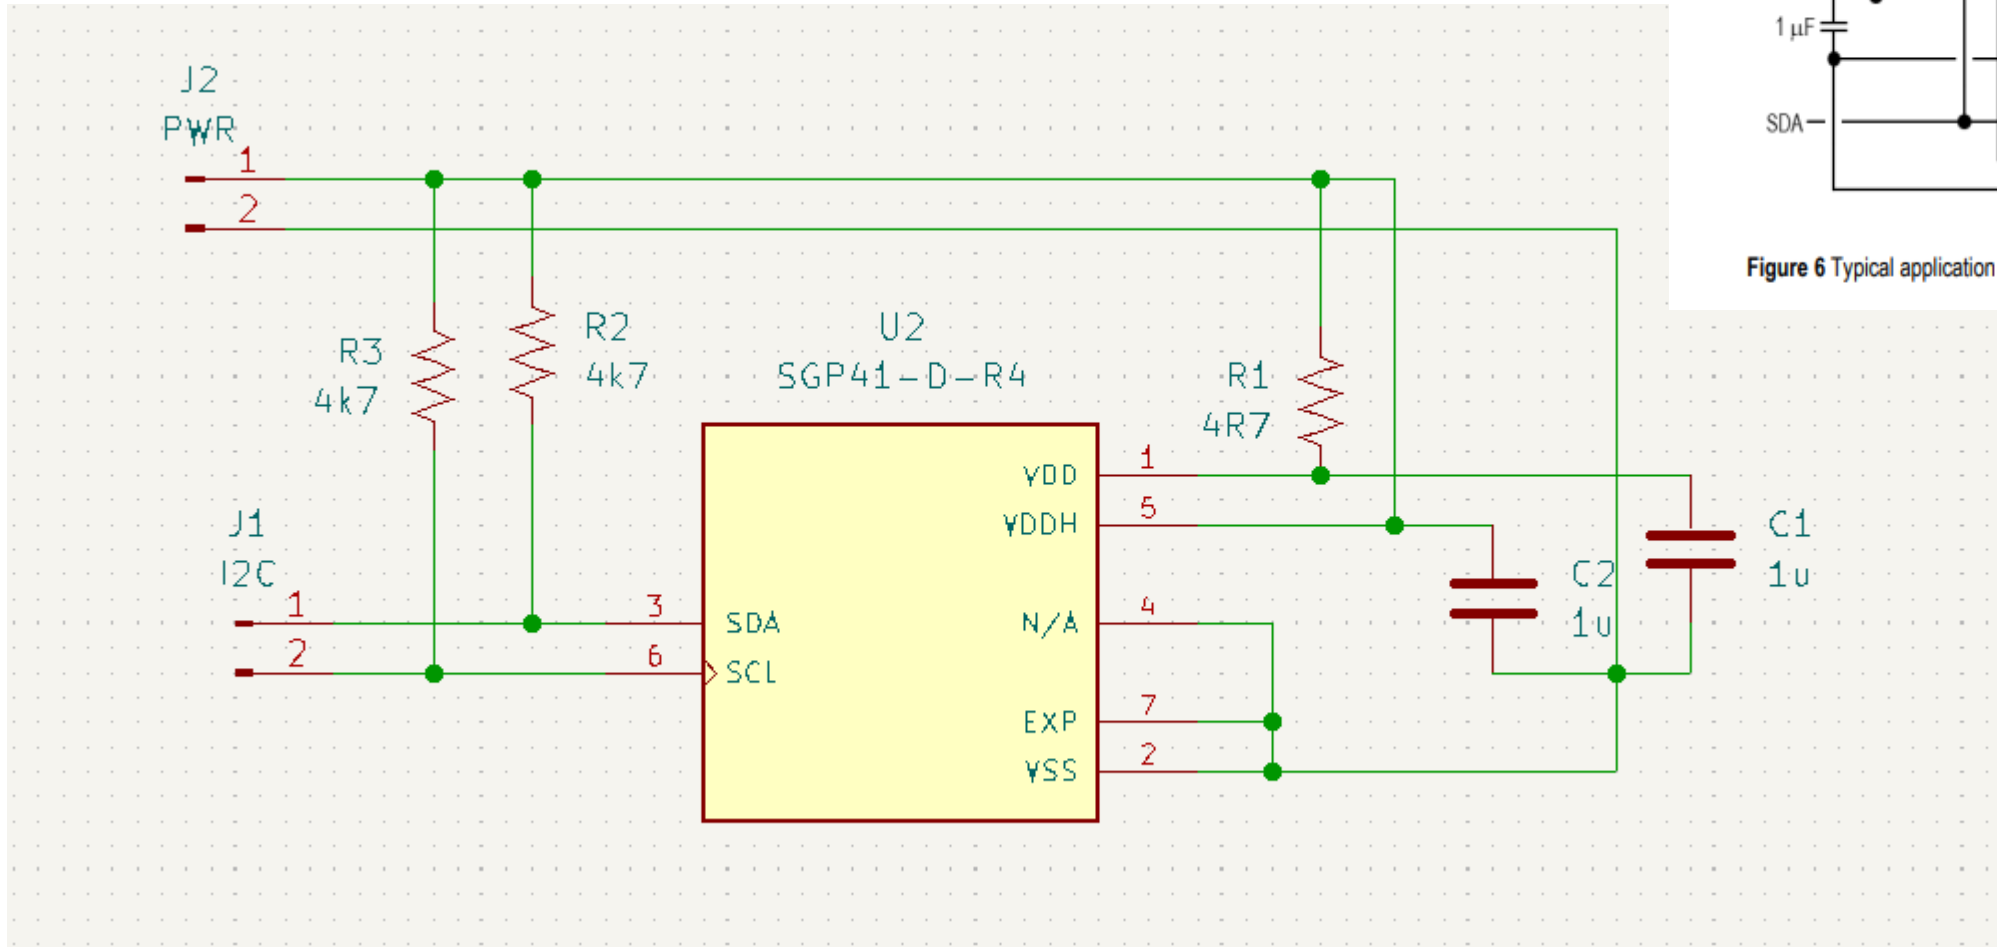 J2
PWR
1
2
R3
4k7
R2
4k7
U2
SGP41-D-R4
R1
4R7
J1
I2C
1
2
3
6
SDA
SCL
VDD
VDDH
N/A
EXP
VSS
1
5
4
7
2
C2
1u
C1
1u
1 µF
SDA
Figure 6 Typical application